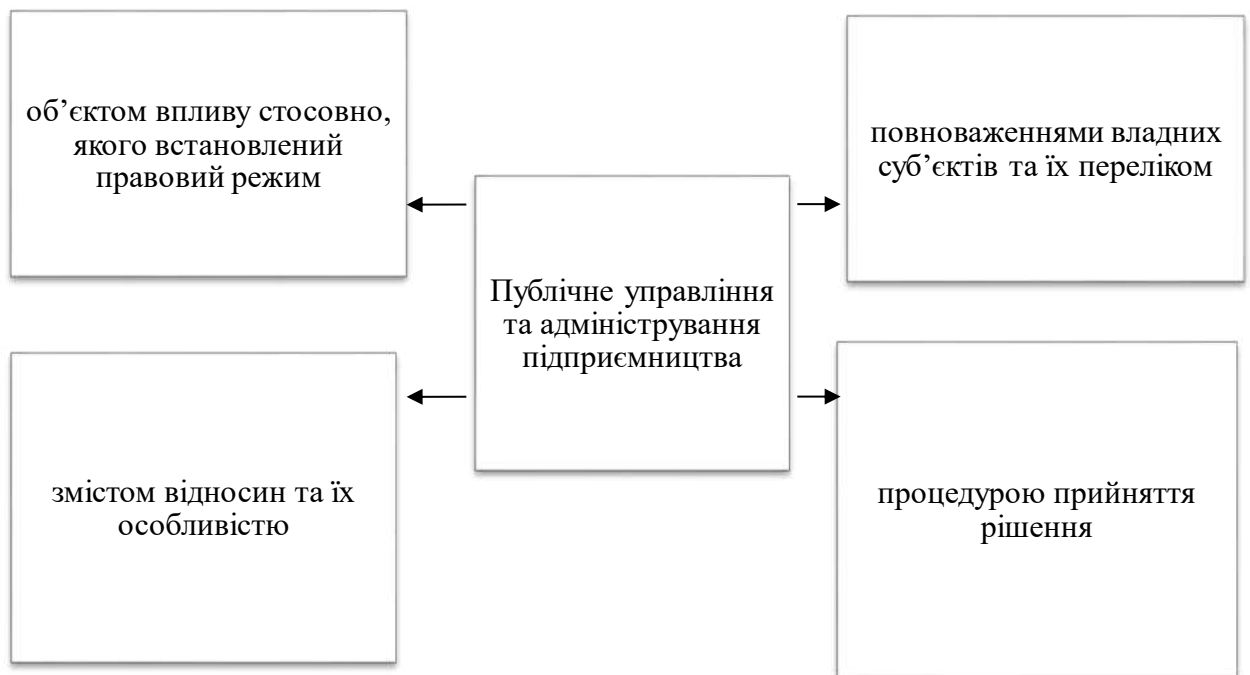 об’єктом впливу стосовно,
якого встановлений
правовий режим
повноваженнями владних
суб’єктів та їх переліком
Публічне управління
та адміністрування
підприємництва
змістом відносин та їх
особливістю
процедурою прийняття
рішення